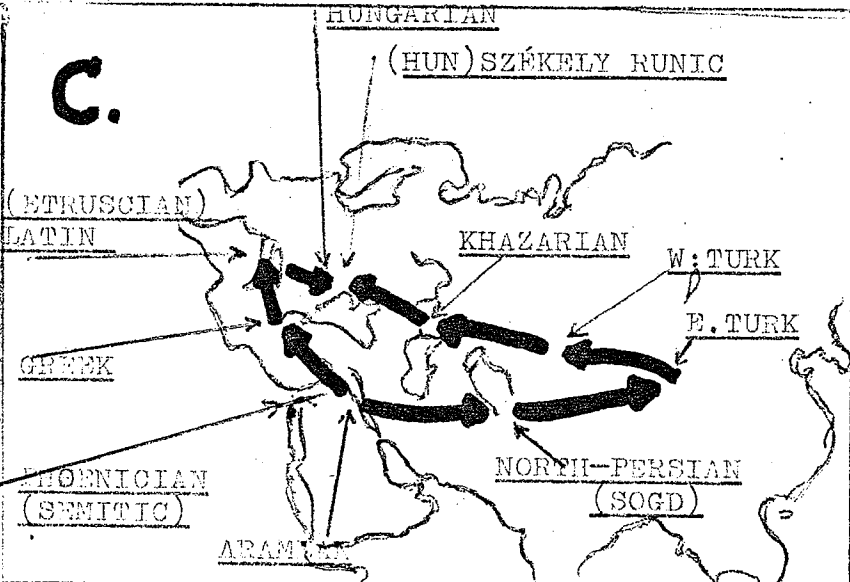 HUNGARIAN
(HUN)SZÉKELY RUNIC
C.
(ETRUSCIAN)
LATIN
KHAZARIAN
W.TURK
E.TURK
GREEK
PHOENICIAN
(SEMITIC)
NORTH-PERSIAN
(SOGD)